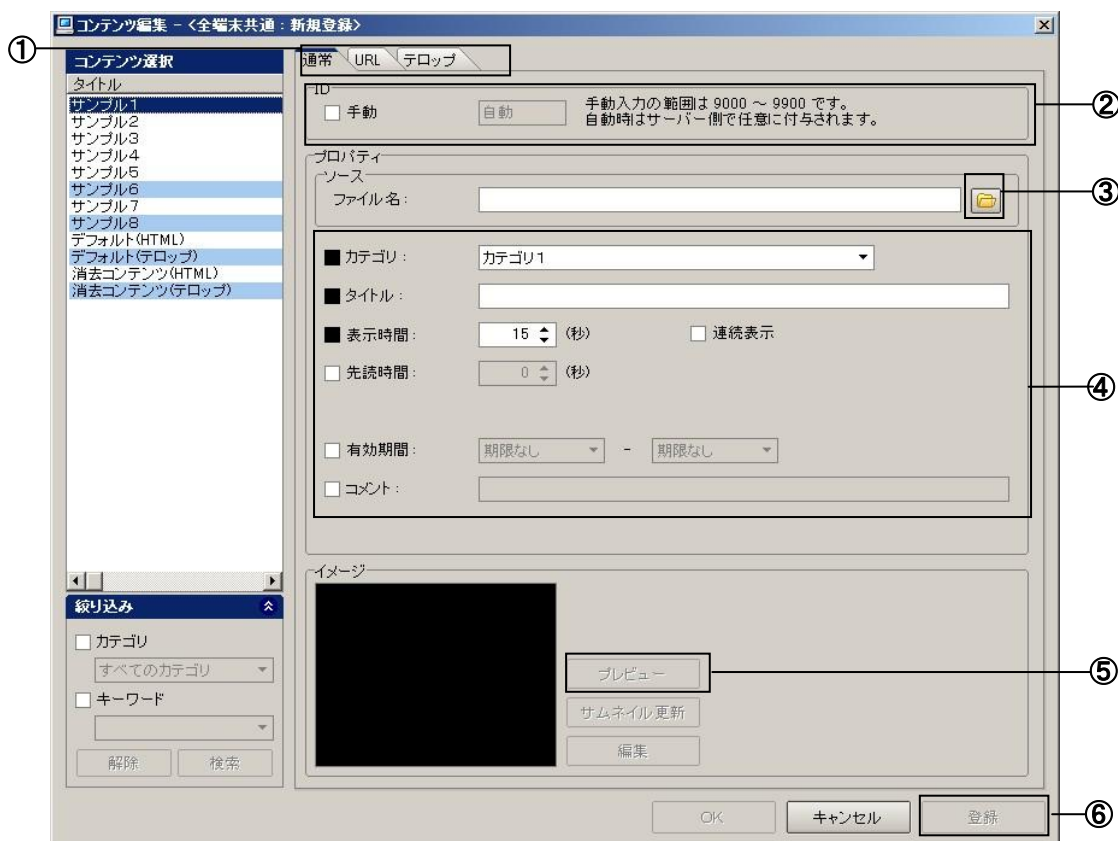 コンテンツ編集 - <全端末共通:新規登録>
①
コンテンツ選択
タイトル
サンプル1
サンプル2
サンプル3
サンプル4
サンプル5
サンプル6
サンプル7
サンプル8
デフォルト(HTML)
デフォルト(テロップ)
消去コンテンツ(HTML)
消去コンテンツ(テロップ)
絞り込み
カテゴリ
すべてのカテゴリ
キーワード
解除 検索
通常 URL テロップ
ID
手動 自動 手動入力の範囲は 9000 ～ 9900 です。
自動時はサーバー側で任意に付与されます。
②
プロパティ
ソース
ファイル名:
③
カテゴリ: カテゴリ1
タイトル:
表示時間: 15 (秒) 連続表示
先読時間: 0 (秒)
④
有効期間: 期限なし - 期限なし
コメント:
イメージ
プレビュー
⑤
サムネイル更新
編集
OK キャンセル 登録
⑥